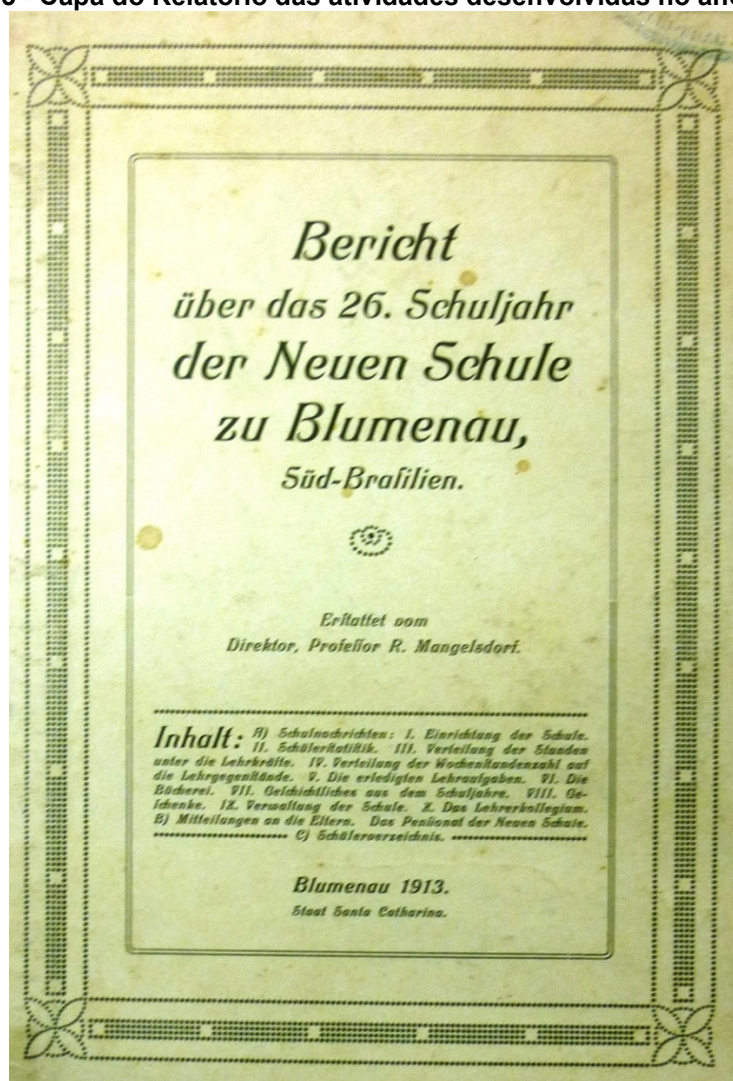 Capa do Relatório das atividades desenvolvidas no
Bericht
über das 26. Schuljahr
der Neuen Schule
zu Blumenau,
Süd-Braſilien.
Erſtattet vom
Direktor, Profeſſor R. Mangelsdorf.
Inhalt: A) Schulnachrichten: I. Einrichtung der Schule.
II. Schülerſtatiſtik. III. Verteilung der Stunden
unter die Lehrkräfte. IV. Verteilung der Wochenſtundenzahl auf
die Lehrgegenſtände. V. Die erledigten Lehraufgaben. VI. Die
Bücherei. VII. Geſchichtliches aus dem Schuljahre. VIII. Ge-
ſchenke. IX. Verwaltung der Schule. X. Das Lehrerkollegium.
B) Mitteilungen an die Eltern. Das Penſionat der Neuen Schule.
C) Schülerverzeichnis.
Blumenau 1913.
Staat Santa Catharina.